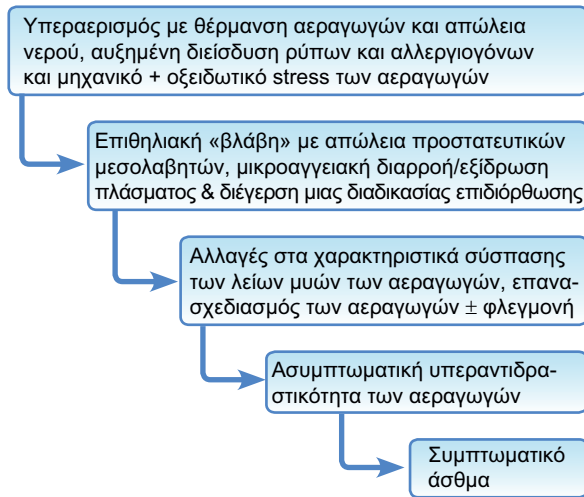 Υπεραερισμός με θέρμανση αεραγωγών και απώλεια
νερού, αυξημένη διείσδυση ρύπων και αλλεργιογόνων
και μηχανικό + οξειδωτικό stress των αεραγωγών
Επιθηλιακή «βλάβη» με απώλεια προστατευτικών
μεσολαβητών, μικροαγγειακή διαρροή/εξίδρωση
πλάσματος & διέγερση μιας διαδικασίας επιδιόρθωσης
Αλλαγές στα χαρακτηριστικά σύσπασης
των λείων μυών των αεραγωγών, επανα-
σχεδιασμός των αεραγωγών ± φλεγμονή
Ασυμπτωματική υπεραντιδρα-
στικότητα των αεραγωγών
Συμπτωματικό
άσθμα